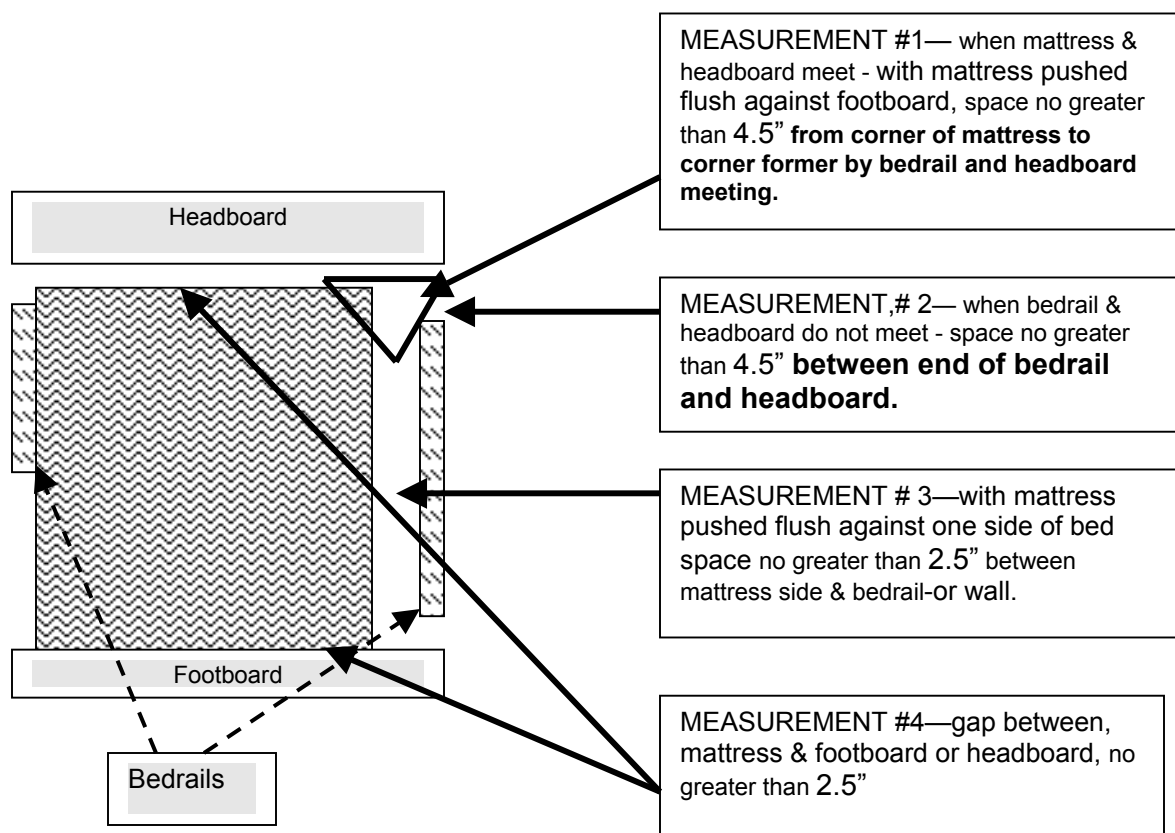 MEASUREMENT #1— when mattress &
headboard meet - with mattress pushed
flush against footboard, space no greater
than 4.5” from corner of mattress to
corner former by bedrail and headboard
meeting.
Headboard
MEASUREMENT,# 2— when bedrail &
headboard do not meet - space no greater
than 4.5” between end of bedrail
and headboard.
MEASUREMENT # 3—with mattress
pushed flush against one side of bed
space no greater than 2.5” between
mattress side & bedrail-or wall.
Footboard
MEASUREMENT #4—gap between,
mattress & footboard or headboard, no
greater than 2.5”
Bedrails